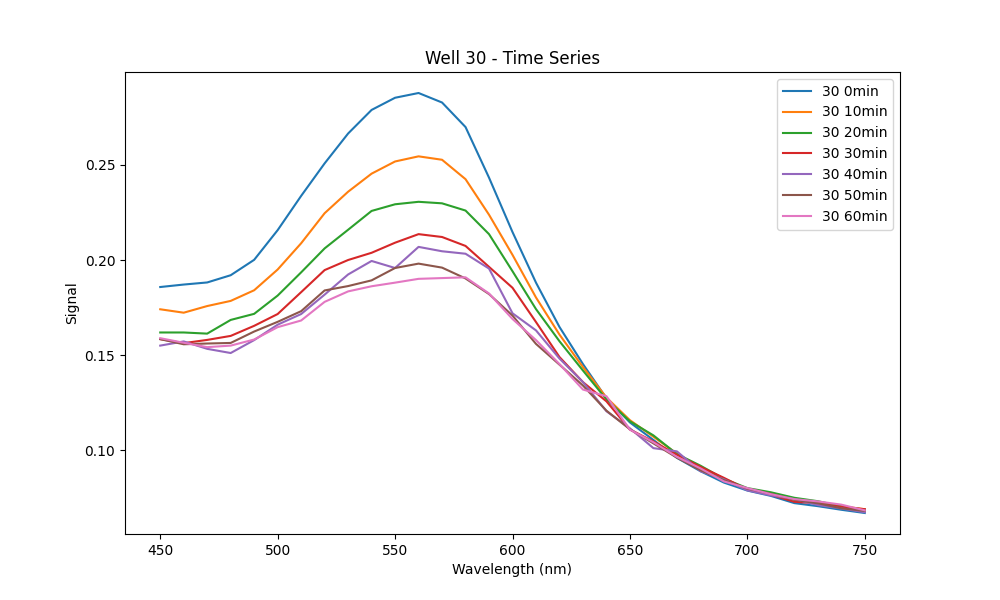 Well 30 - Time Series
30 0min
30 10min
30 20min
30 30min
30 40min
30 50min
30 60min
Signal
0.25
0.20
0.15
0.10
450 500 550 600 650 700 750
Wavelength (nm)